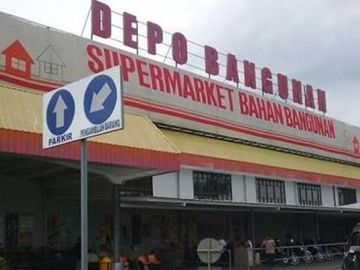 DEPO BANGUNAN
SUPERMARKET BAHAN BANGUNAN
PARKIR
PENGAMBILAN BARANG